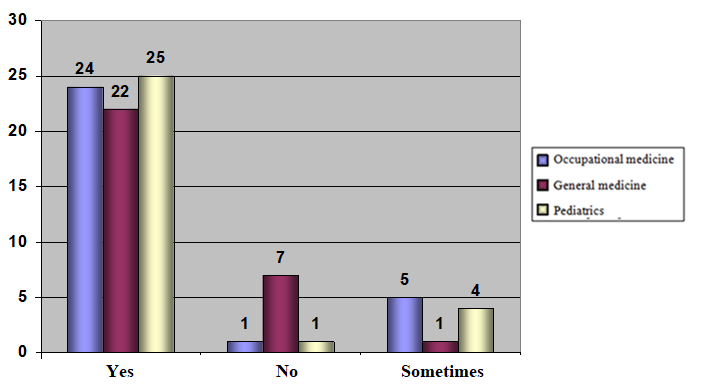 30
25
20
15
10
5
0
24
22
25
1
7
1
5
1
4
Yes
No
Sometimes
Occupational medicine
General medicine
Pediatrics